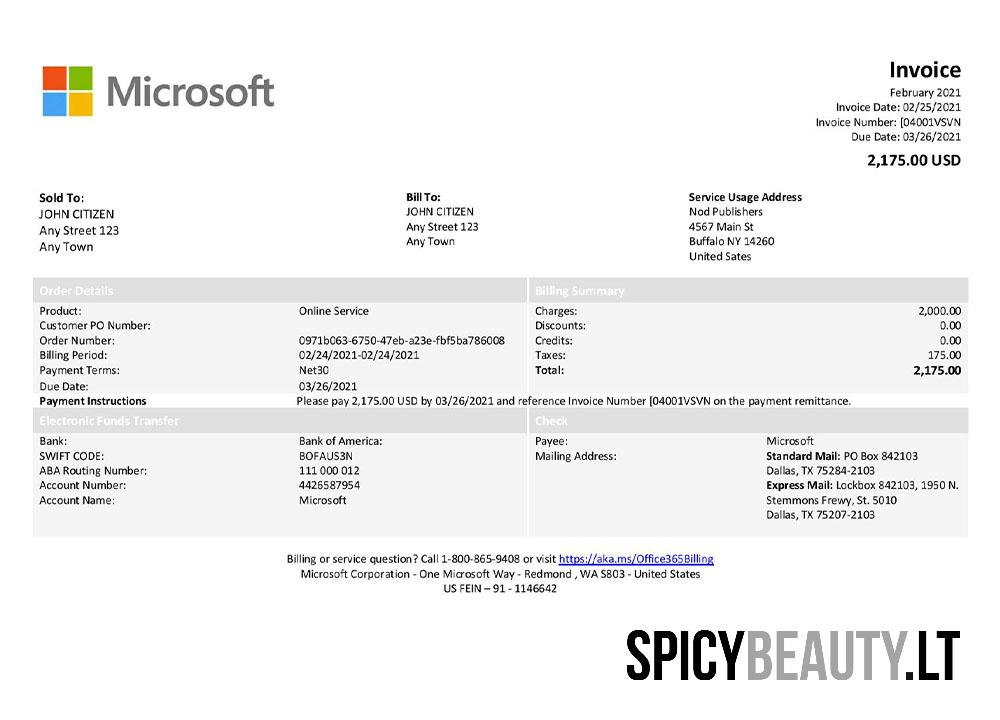 Microsoft
Invoice
February 2021
Invoice Date: 02/25/2021
Invoice Number: [04001VSVN
Due Date: 03/26/2021
2,175.00 USD
Sold To:
JOHN CITIZEN
Any Street 123
Any Town
Bill To:
JOHN CITIZEN
Any Street 123
Any Town
Service Usage Address
Nod Publishers
4567 Main St
Buffalo NY 14260
United Sates
Order Details
Product: Online Service
Customer PO Number:
Order Number: 0971b063-6750-47eb-a23e-fbf5ba786008
Billing Period: 02/24/2021-02/24/2021
Payment Terms: Net30
Due Date: 03/26/2021
Billing Summary
Charges: 2,000.00
Discounts: 0.00
Credits: 0.00
Taxes: 175.00
Total: 2,175.00
Payment Instructions Please pay 2,175.00 USD by 03/26/2021 and reference Invoice Number [04001VSVN on the payment remittance.
Electronic Funds Transfer
Bank: Bank of America:
SWIFT CODE: BOFAUS3N
ABA Routing Number: 111 000 012
Account Number: 4426587954
Account Name: Microsoft
Check
Payee: Microsoft
Mailing Address: Standard Mail: PO Box 842103
Dallas, TX 75284-2103
Express Mail: Lockbox 842103, 1950 N.
Stemmons Frewy, St. 5010
Dallas, TX 75207-2103
Billing or service question? Call 1-800-865-9408 or visit https://aka.ms/Office365Billing
Microsoft Corporation - One Microsoft Way - Redmond , WA S803 - United States
US FEIN – 91 - 1146642
SPICYBEAUTY.LT